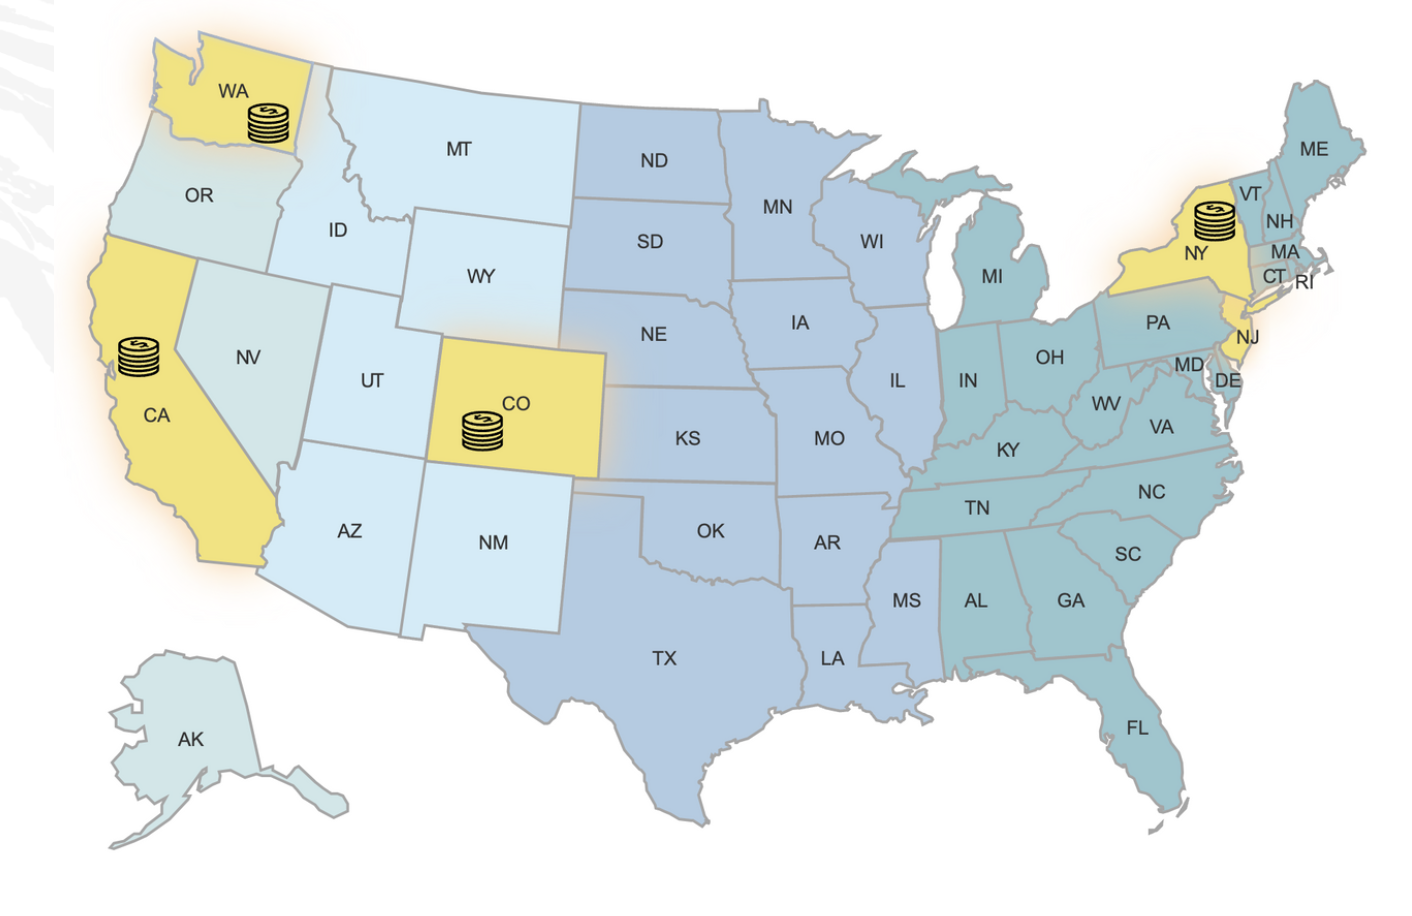 WA
MT
ND
ME
OR
ID
MN
VT
NH
SD
WI
NY
MA
WY
MI
CT
RI
NE
IA
PA
NJ
NV
OH
MD
UT
IL
IN
DE
CO
WV
CA
KS
MO
VA
KY
NC
TN
AZ
NM
OK
AR
SC
MS
AL
GA
TX
LA
FL
AK
$
$
$
$